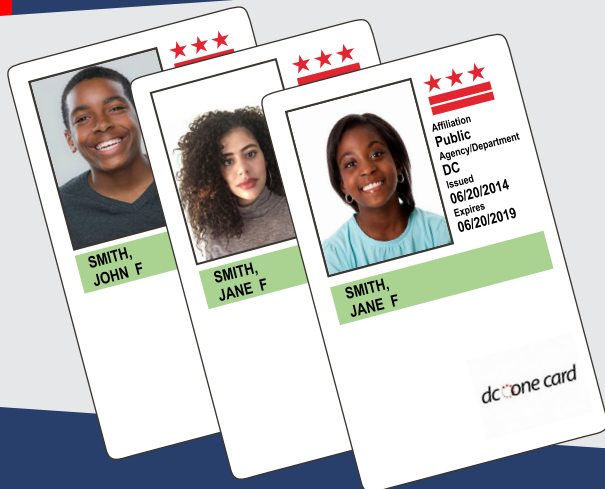 SMITH,
JOHN F
SMITH,
JANE F
Affiliation
Public
Agency/Department
DC
Issued
06/20/2014
Expires
06/20/2019
SMITH,
JANE F
dc one card